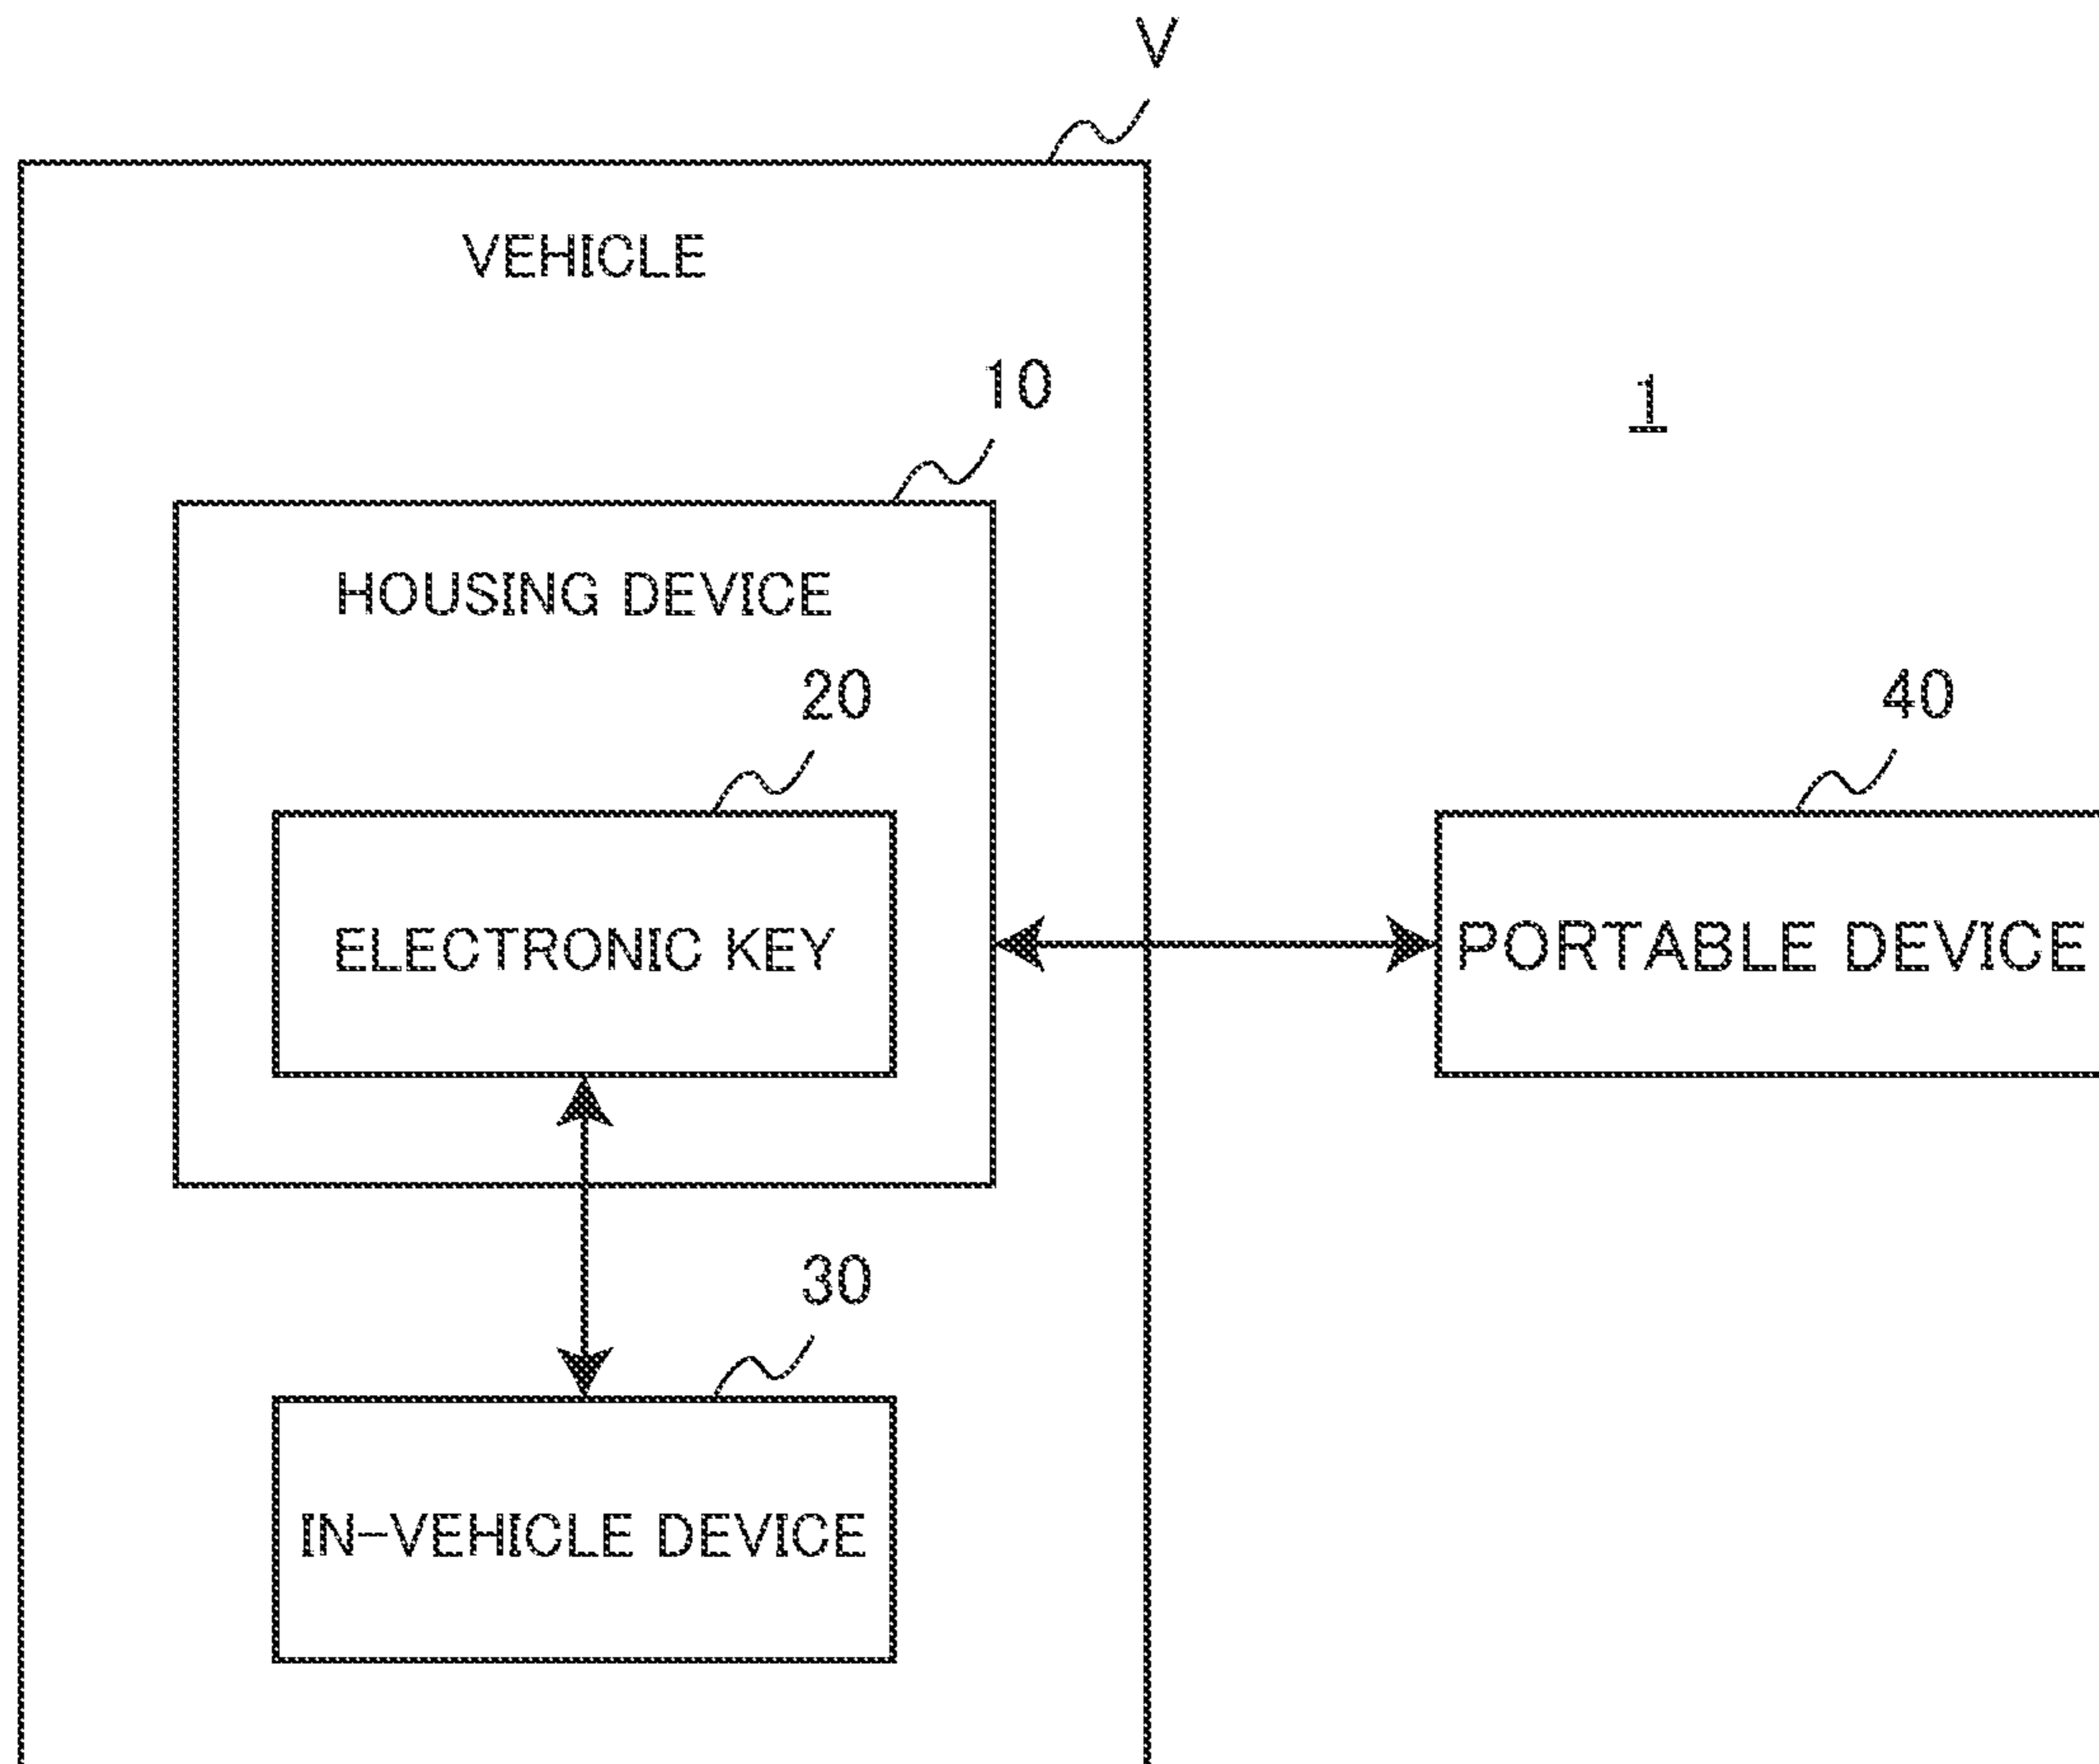 V
VEHICLE
10
1
HOUSING DEVICE
20
40
ELECTRONIC KEY
PORTABLE DEVICE
30
IN-VEHICLE DEVICE